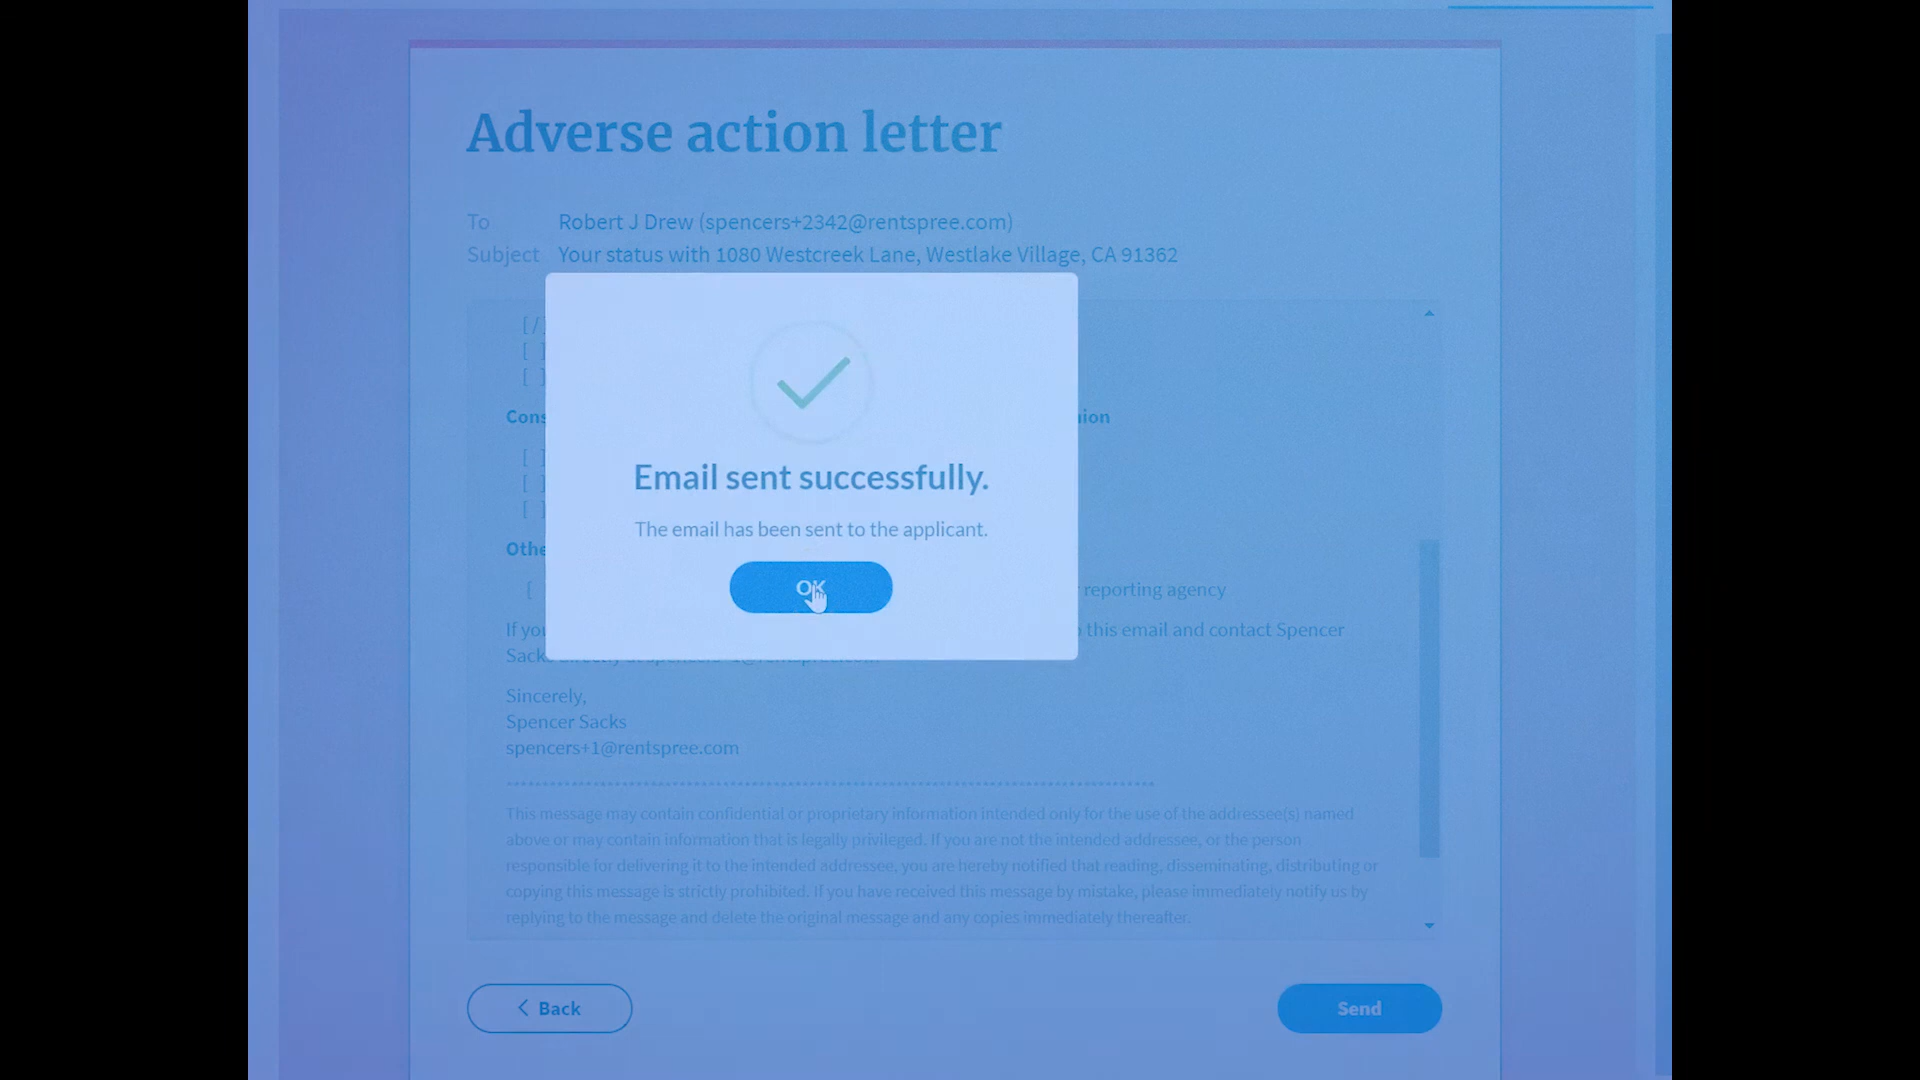 Adverse action letter
To Robert J Drew (spencers+2342@rentspree.com)
Subject Your status with 1080 Westcreek Lane, Westlake Village, CA 91362
[/]
[ ]
[ ]
[ ]
[ ]
[ ]
Email sent successfully.
The email has been sent to the applicant.
OK
[
reporting agency
If you
this email and contact Spencer
Sacks directly at
Sincerely,
Spencer Sacks
spencers+1@rentspree.com
This message may contain confidential or proprietary information intended only for the use of the addressee(s) named
above or may contain information that is legally privileged. If you are not the intended addressee, or the person
responsible for delivering it to the intended addressee, you are hereby notified that reading, disseminating, distributing or
copying this message is strictly prohibited. If you have received this message by mistake, please immediately notify us by
replying to the message and delete the original message and any copies immediately thereafter.
Back
Send